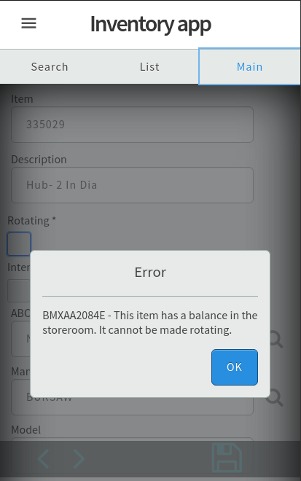 Inventory app
Search List Main
Item
335029
Description
Hub- 2 In Dia
Rotating *
Inter
ABC
Man
Model
Error
BMXAA2084E - This item has a balance in the
storeroom. It cannot be made rotating.
OK